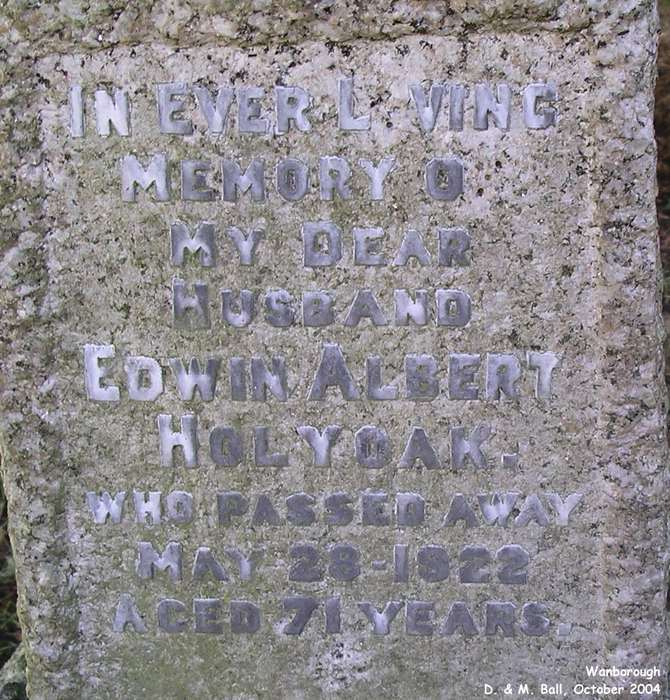 IN EVER L VING
MEMORY O
MY DEAR
HUSBAND
EDWIN ALBERT
HOLYOAK.
WHO PASSED AWAY
MAY 28-1922
AGED 71 YEARS.
Wanborough
D. & M. Ball, October 2004